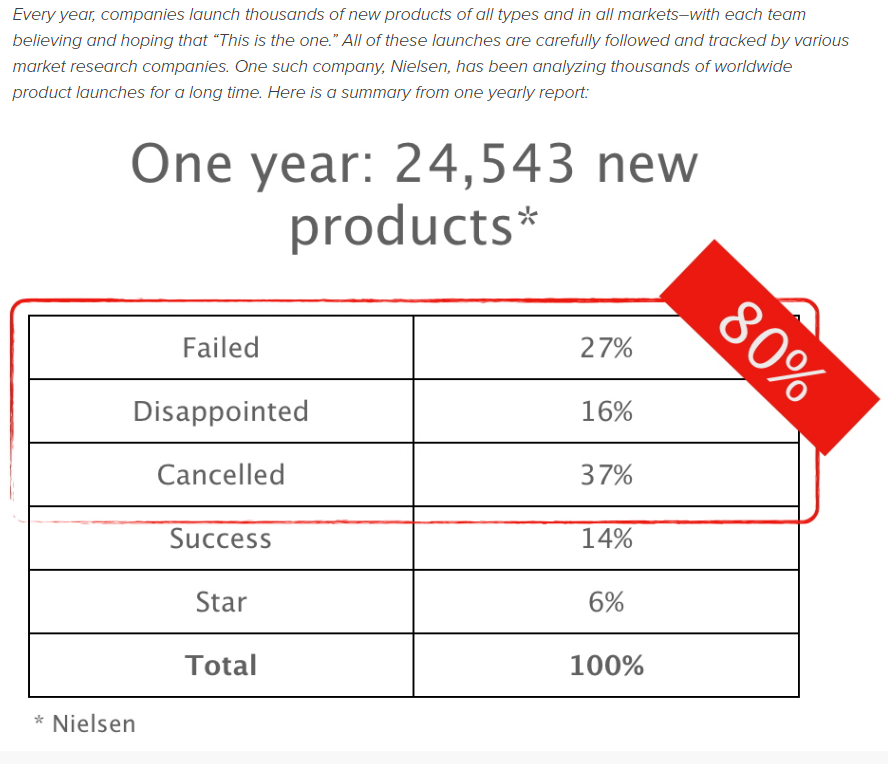 Every year, companies launch thousands of new products of all types and in all markets–with each team
believing and hoping that “This is the one.” All of these launches are carefully followed and tracked by various
market research companies. One such company, Nielsen, has been analyzing thousands of worldwide
product launches for a long time. Here is a summary from one yearly report:
One year: 24,543 new
products*
80%
Failed 27%
Disappointed 16%
Cancelled 37%
Success 14%
Star 6%
Total 100%
* Nielsen